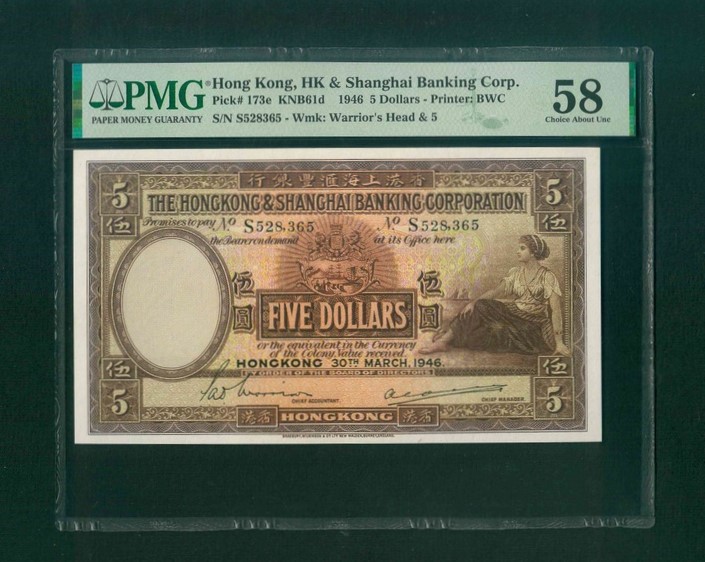 PMG Hong Kong, HK & Shanghai Banking Corp.
Pick# 173e KNB61d 1946 5 Dollars - Printer: BWC
PAPER MONEY GUARANTY S/N S528365 - Wmk: Warrior's Head & 5
58
Choice About Unc
行銀豐滙海上港香
5 5
THE HONGKONG & SHANGHAI BANKING CORPORATION
伍 伍
Promises to pay Nº S528,365 Nº S528,365
the Bearer on demand at its Office here
伍圓 FIVE DOLLARS 伍圓
or the equivalent in the Currency
of the Colony, Value received.
HONGKONG 30TH MARCH, 1946.
BY ORDER OF THE BOARD OF DIRECTORS
伍 伍
5 5
CHIEF ACCOUNTANT. CHIEF MANAGER.
港香 HONGKONG 港香